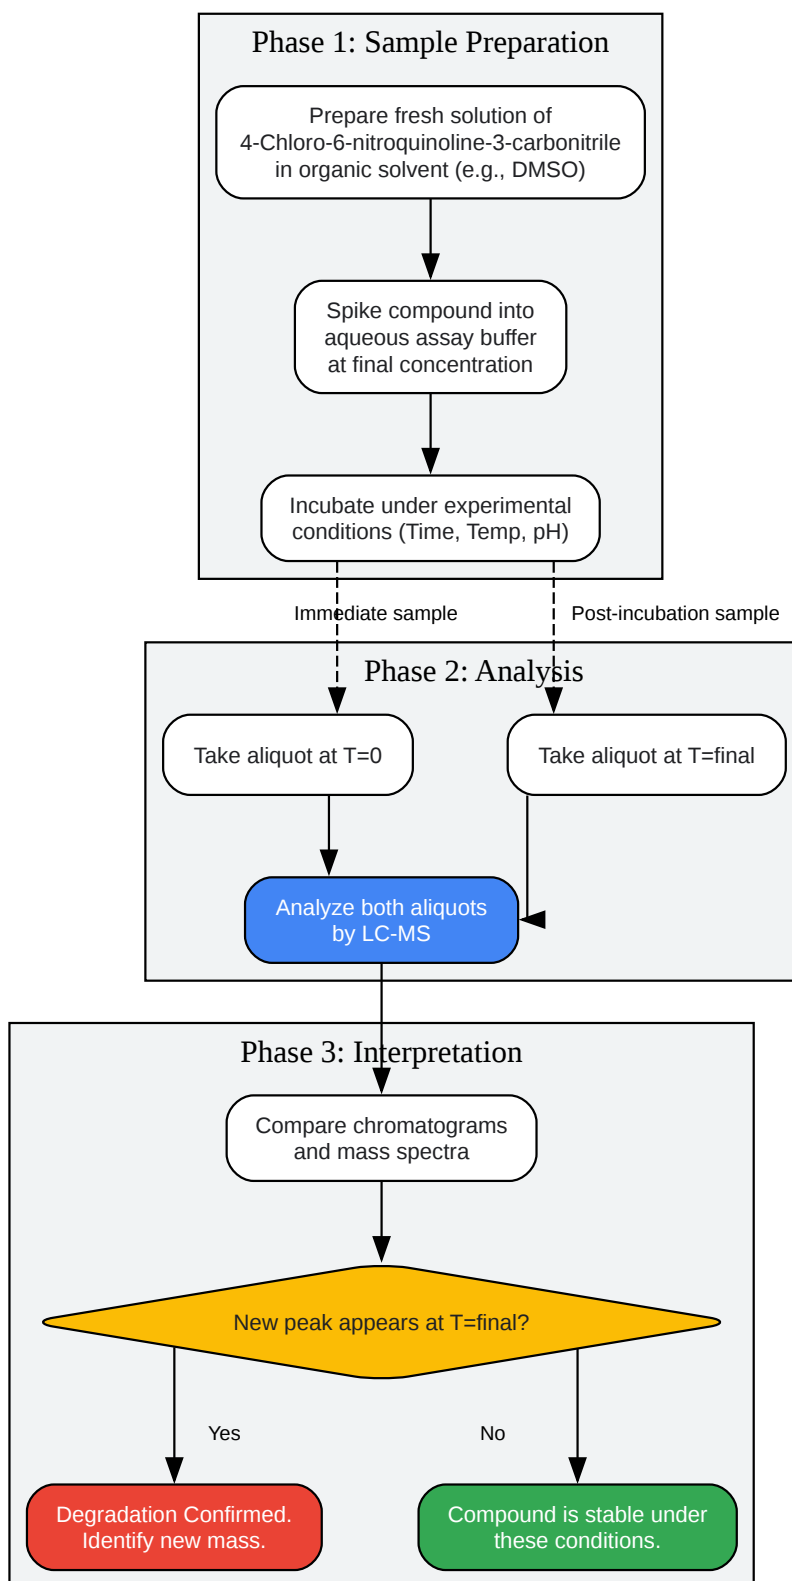 Phase 1: Sample Preparation
Prepare fresh solution of
4-Chloro-6-nitroquinoline-3-carbonitrile
in organic solvent (e.g., DMSO)
Spike compound into
aqueous assay buffer
at final concentration
Incubate under experimental
conditions (Time, Temp, pH)
Immediate sample
Post-incubation sample
Phase 2: Analysis
Take aliquot at T=0
Take aliquot at T=final
Analyze both aliquots
by LC-MS
Phase 3: Interpretation
Compare chromatograms
and mass spectra
New peak appears at T=final?
Yes
No
Degradation Confirmed.
Identify new mass.
Compound is stable under
these conditions.